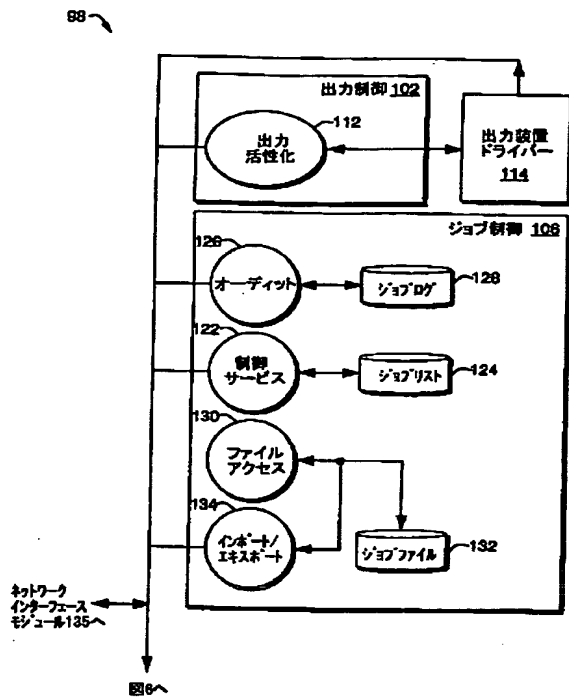 98
出力制御 102
112
出力
活性化
出力装置
ドライバー
114
ジョブ制御 106
126
オーディット
ジョブログ
128
122
制御
サービス
ジョブリスト
124
130
ファイル
アクセス
134
インポート/
エキスポート
ジョブファイル
132
ネットワーク
インターフェース
モジュール135へ
図6へ